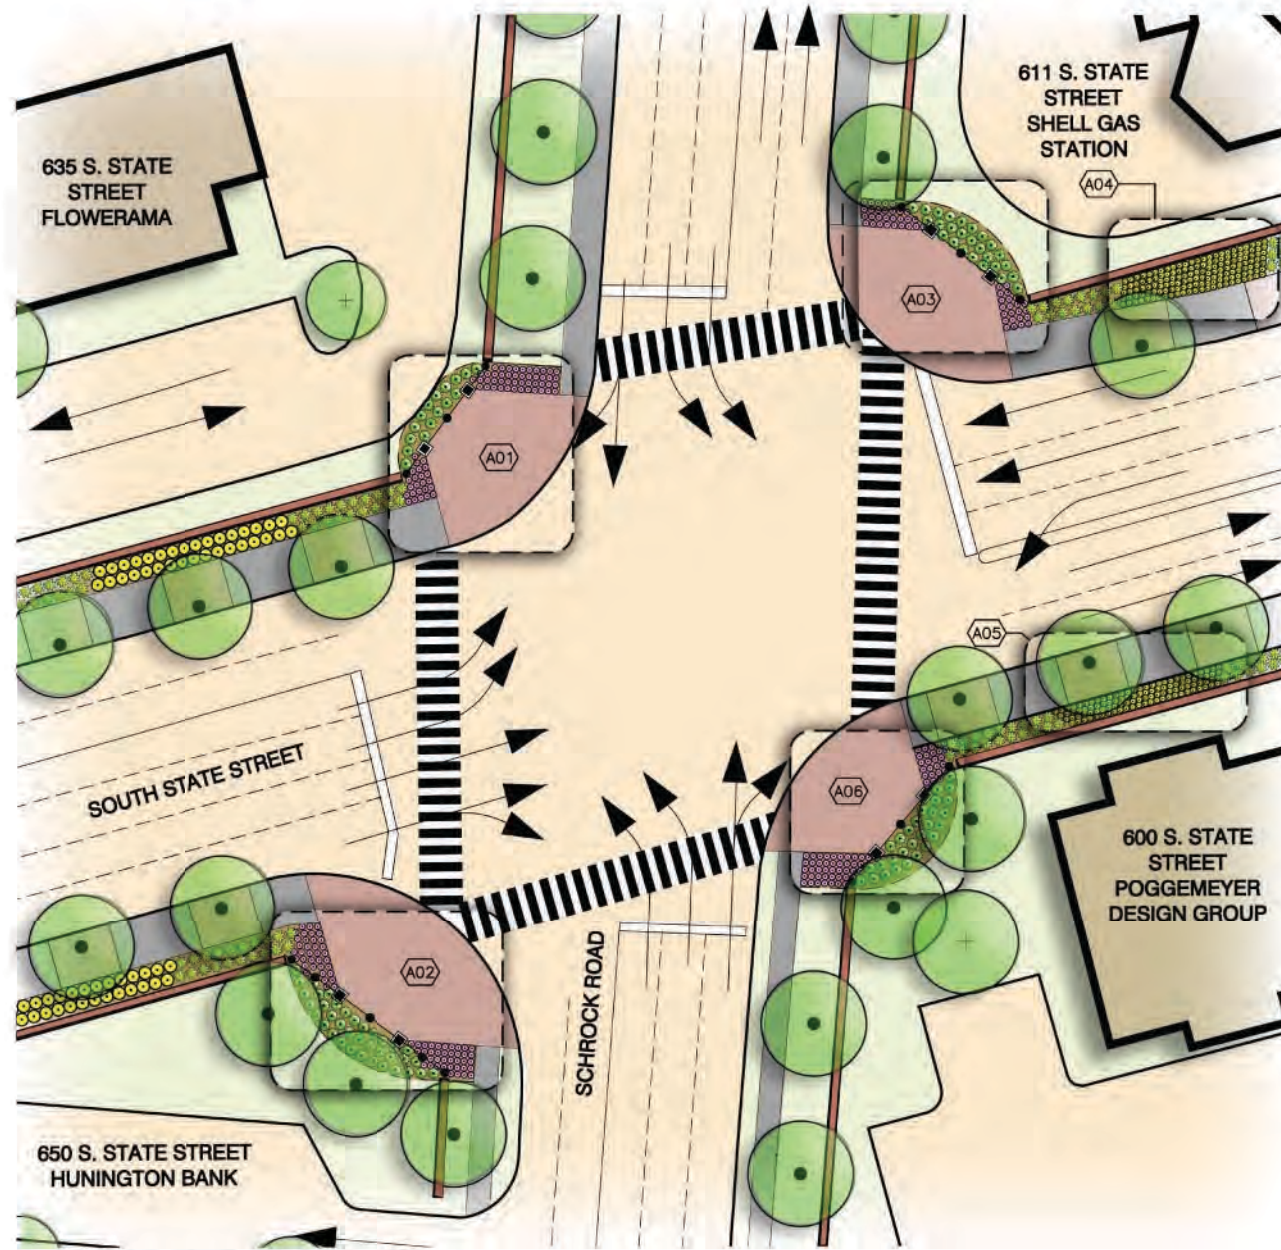 611 S. STATE
STREET
SHELL GAS
STATION
635 S. STATE
STREET
FLOWERAMA
A04
A03
A01
A05
SOUTH STATE STREET
A06
600 S. STATE
STREET
POGGEMEYER
DESIGN GROUP
A02
SCHROCK ROAD
650 S. STATE STREET
HUNINGTON BANK